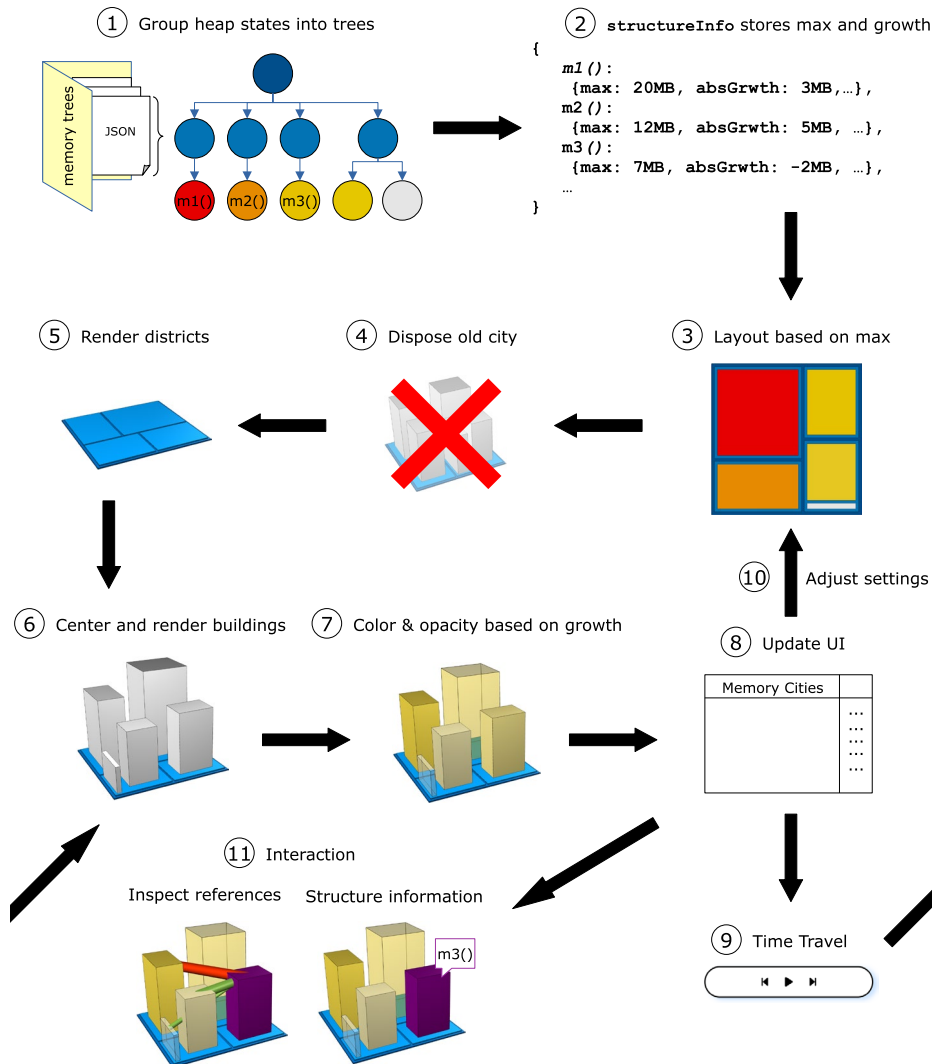 1 Group heap states into trees
memory trees
JSON
m1() m2() m3()
2 structureInfo stores max and growth
{
m1():
{max: 20MB, absGrwth: 3MB,…},
m2():
{max: 12MB, absGrwth: 5MB, …},
m3():
{max: 7MB, absGrwth: -2MB, …},
…
}
5 Render districts
4 Dispose old city
3 Layout based on max
10 Adjust settings
6 Center and render buildings
7 Color & opacity based on growth
8 Update UI
Memory Cities
...
...
...
...
...
11 Interaction
Inspect references
Structure information
m3()
9 Time Travel